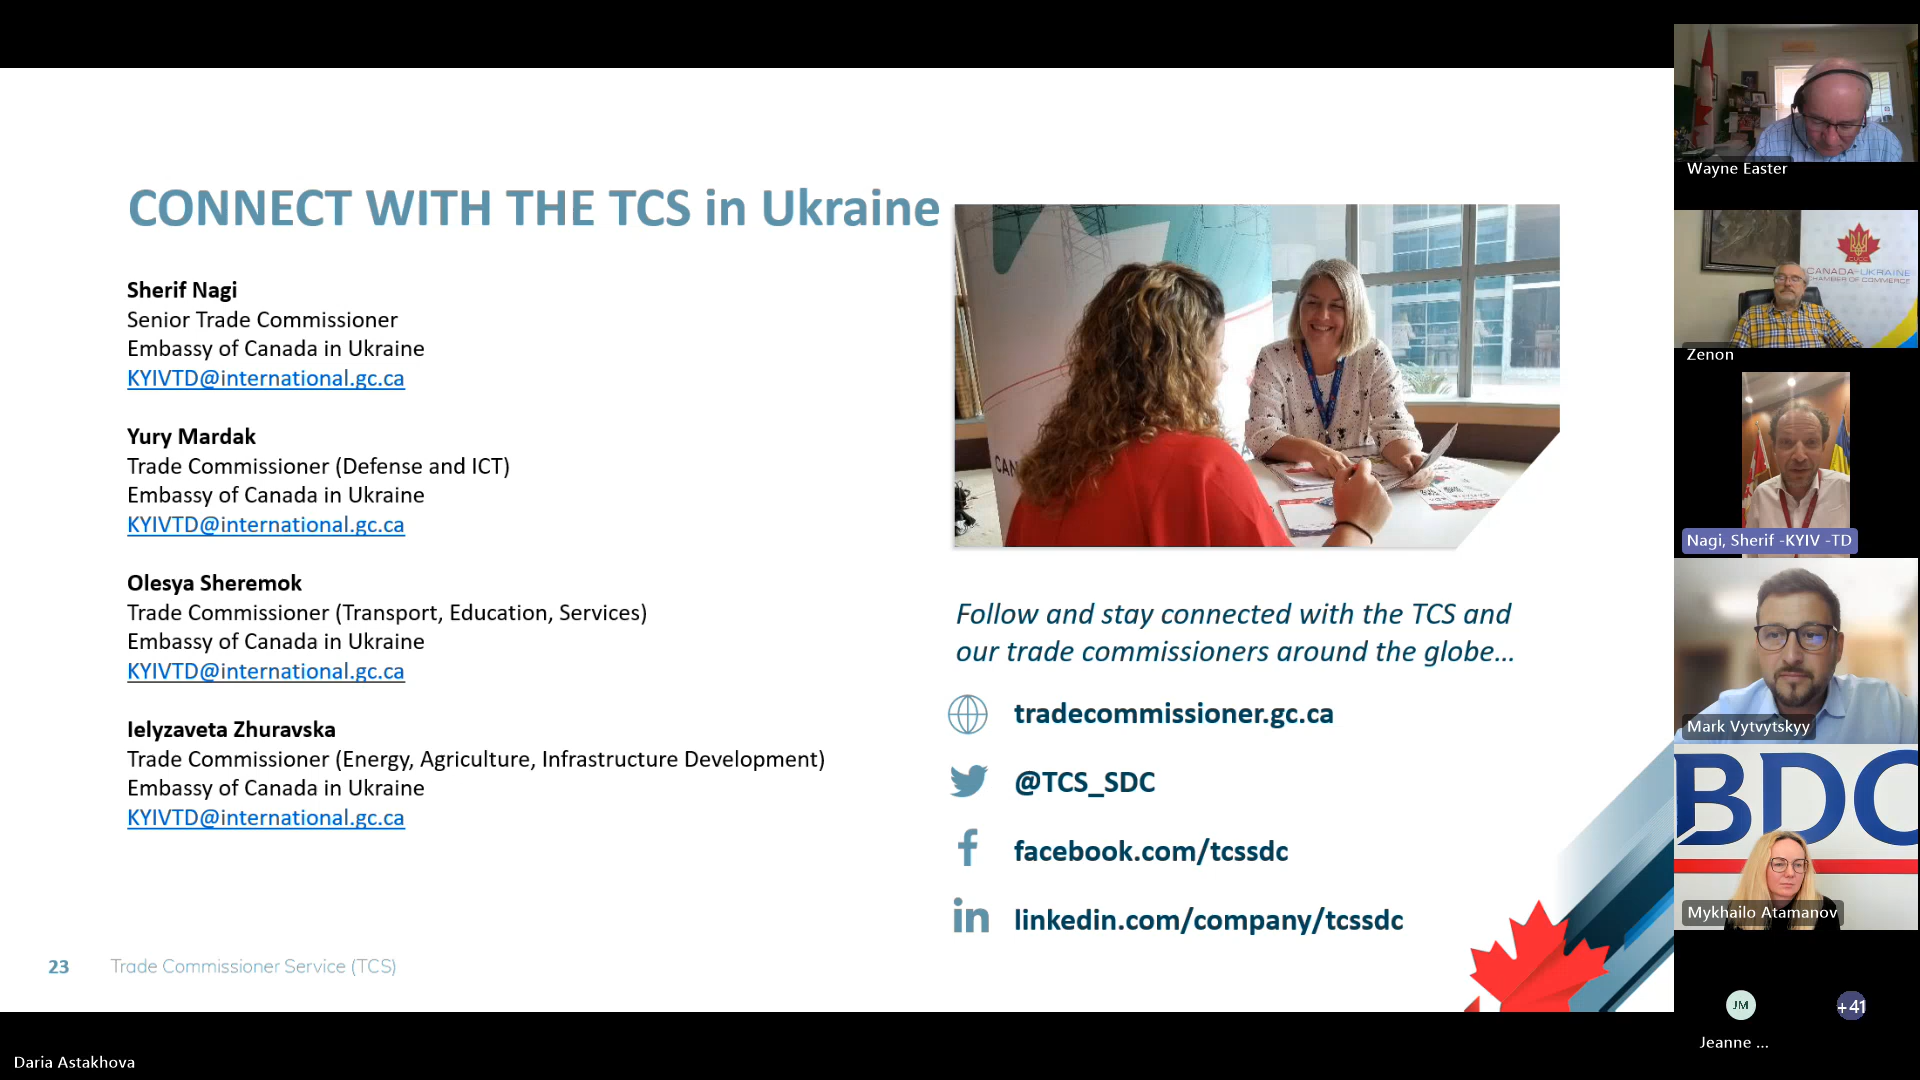 CONNECT WITH THE TCS in Ukraine
Sherif Nagi
Senior Trade Commissioner
Embassy of Canada in Ukraine
KYIVTD@international.gc.ca
Yury Mardak
Trade Commissioner (Defense and ICT)
Embassy of Canada in Ukraine
KYIVTD@international.gc.ca
Olesya Sheremok
Trade Commissioner (Transport, Education, Services)
Embassy of Canada in Ukraine
KYIVTD@international.gc.ca
Ielyzaveta Zhuravska
Trade Commissioner (Energy, Agriculture, Infrastructure Development)
Embassy of Canada in Ukraine
KYIVTD@international.gc.ca
CAN
Follow and stay connected with the TCS and
our trade commissioners around the globe...
tradecommissioner.gc.ca
@TCS_SDC
facebook.com/tcssdc
in linkedin.com/company/tcssdc
23 Trade Commissioner Service (TCS)
Daria Astakhova
Wayne Easter
CUCC
CANADA-UKRAINE
CHAMBER OF COMMERCE
Zenon
Nagi, Sherif -KYIV -TD
Mark Vytvytskyy
BDO
Mykhailo Atamanov
JM
+41
Jeanne ...